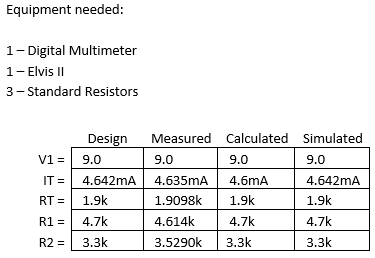 Equipment needed:
1 – Digital Multimeter
1 – Elvis II
3 – Standard Resistors
Design Measured Calculated Simulated
V1 = 9.0 9.0 9.0 9.0
IT = 4.642mA 4.635mA 4.6mA 4.642mA
RT = 1.9k 1.9098k 1.9k 1.9k
R1 = 4.7k 4.614k 4.7k 4.7k
R2 = 3.3k 3.5290k 3.3k 3.3k